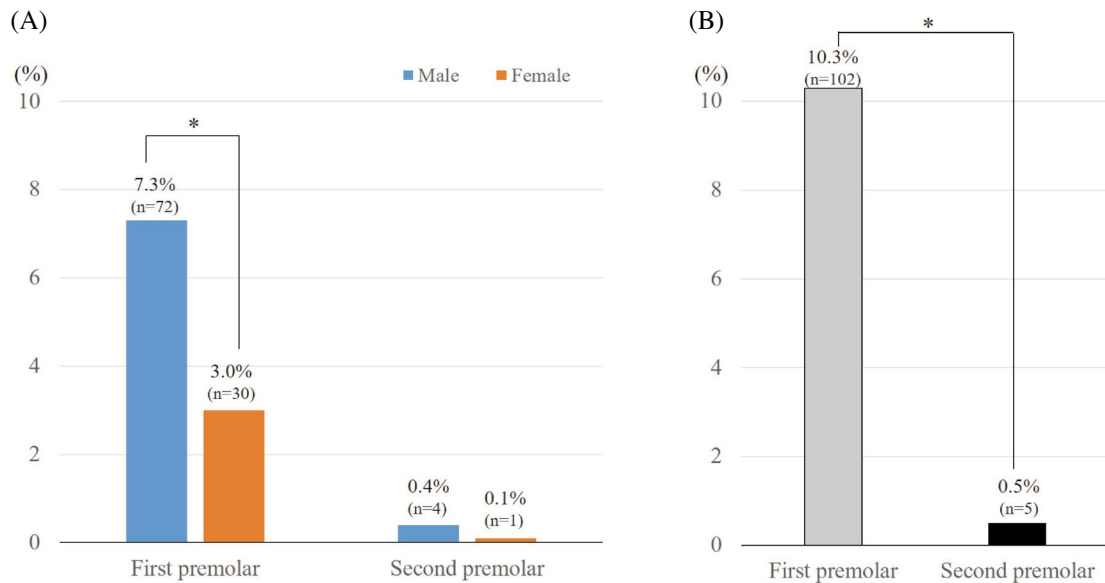 (A)
(%)
Male Female
10
8
6
4
2
0
*
7.3%
(n=72)
3.0%
(n=30)
0.4%
(n=4)
0.1%
(n=1)
First premolar Second premolar
(B)
(%)
10
8
6
4
2
0
*
10.3%
(n=102)
0.5%
(n=5)
First premolar Second premolar